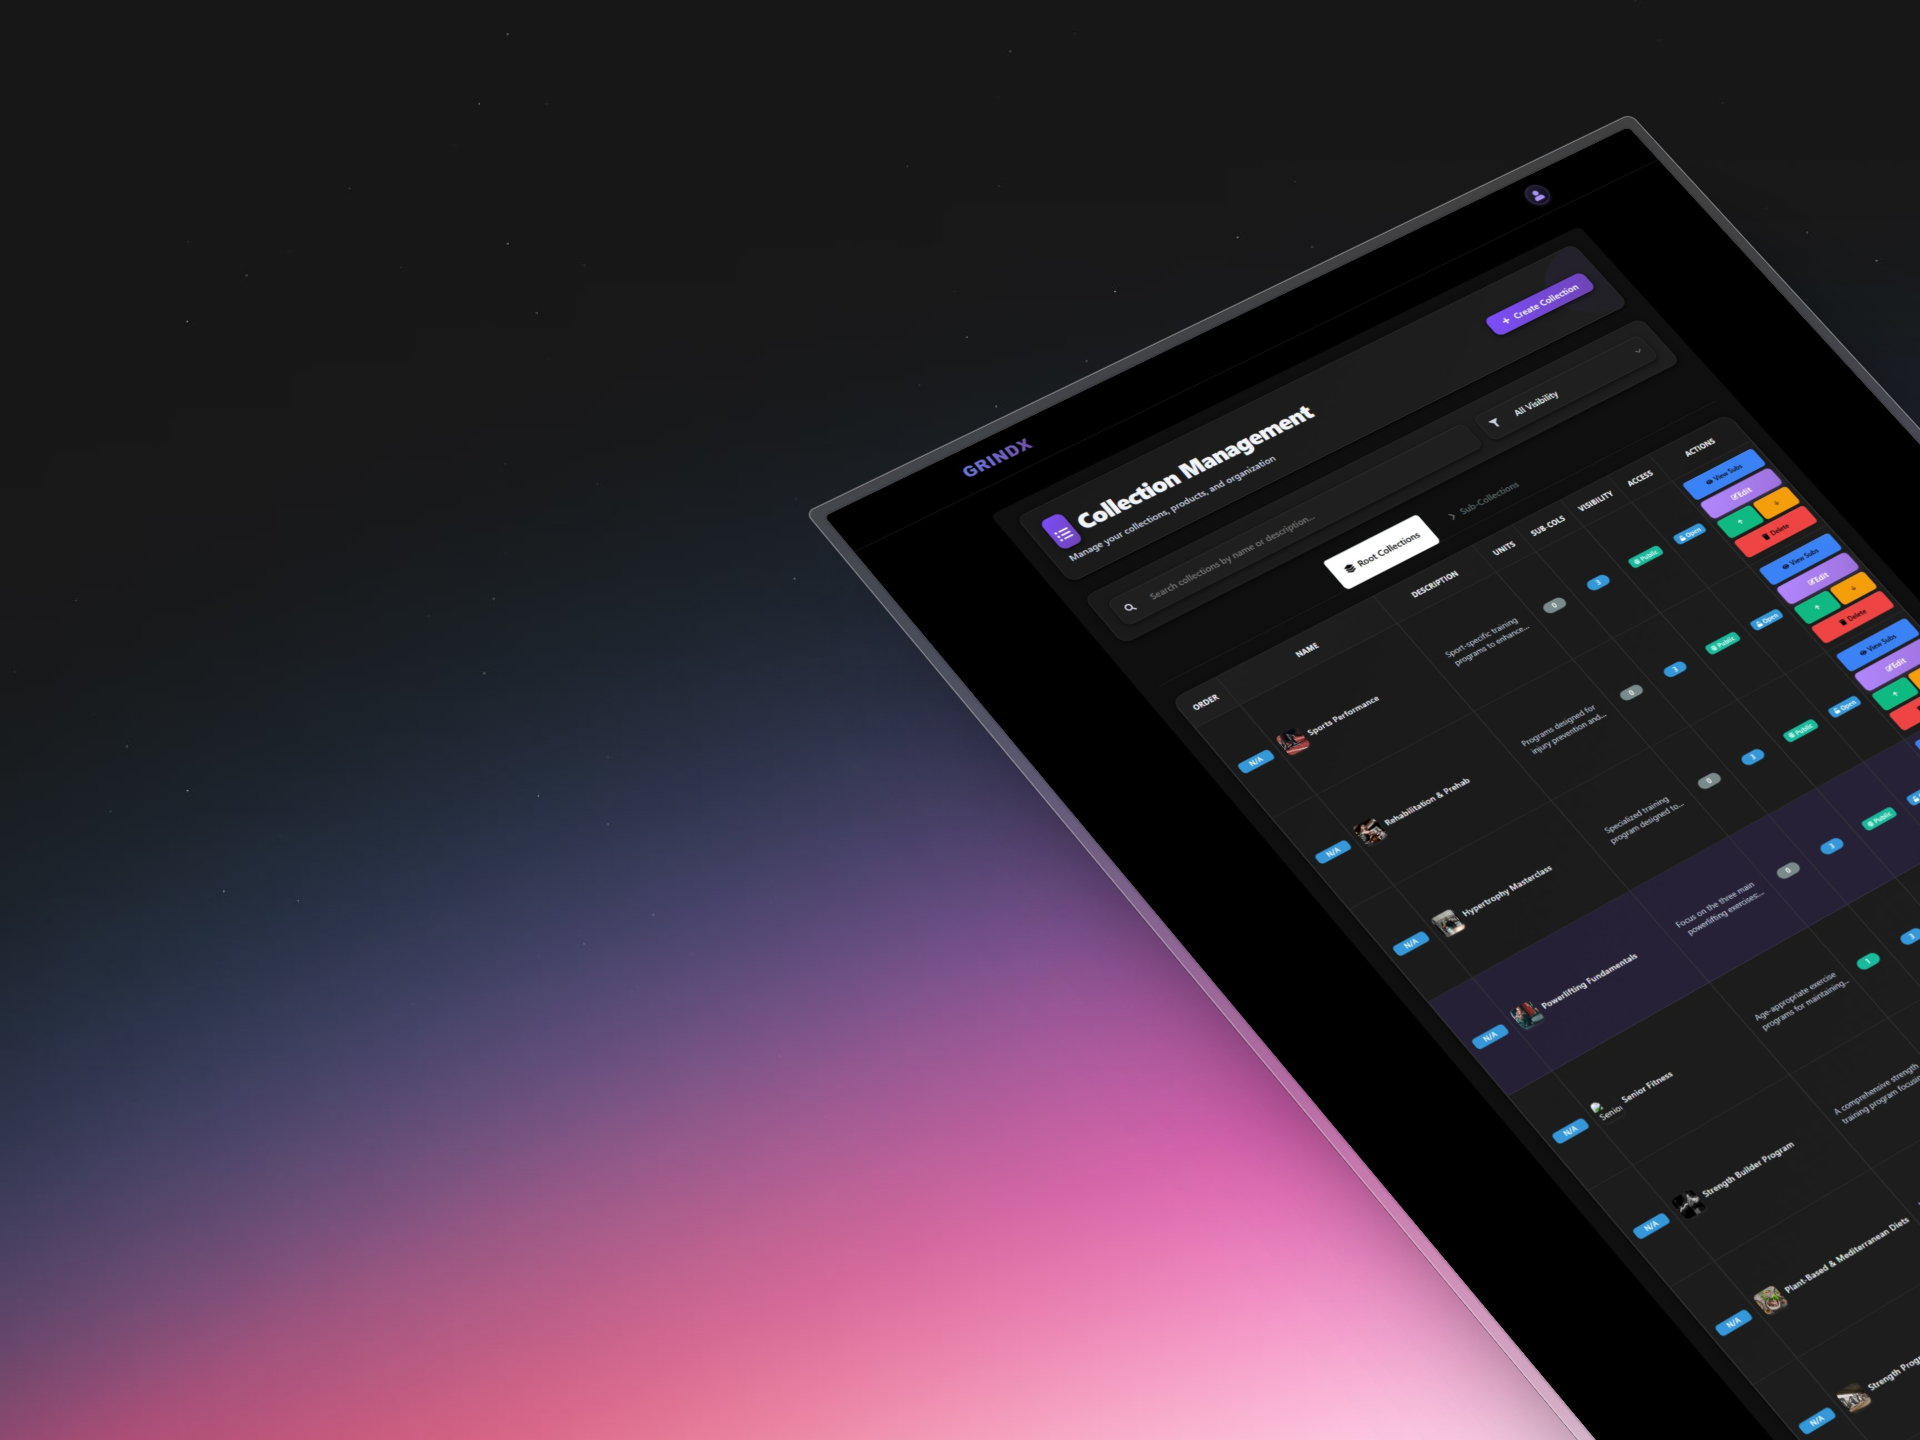 GRINDX
Collection Management
Manage your collections, products, and organization
+ Create Collection
Search collections by name or description...
All Visibility
Root Collections
Sub-Collections
ORDER NAME DESCRIPTION UNITS SUB-COLS VISIBILITY ACCESS ACTIONS
N/A Sports Performance
Sport-specific training
programs to enhance...
0 3 Public Open
View Subs
Edit
↑ ↓
Delete
N/A Rehabilitation & Prehab
Programs designed for
injury prevention and...
0 3 Public Open
View Subs
Edit
↑ ↓
Delete
N/A Hypertrophy Masterclass
Specialized training
program designed to...
0 3 Public Open
View Subs
Edit
↑
N/A Powerlifting Fundamentals
Focus on the three main
powerlifting exercises:...
0 3 Public
N/A Senior Senior Fitness
Age-appropriate exercise
programs for maintaining...
1 3
N/A Strength Builder Program
A comprehensive strength
training program
N/A Plant-Based & Mediterranean Diets
N/A Strength